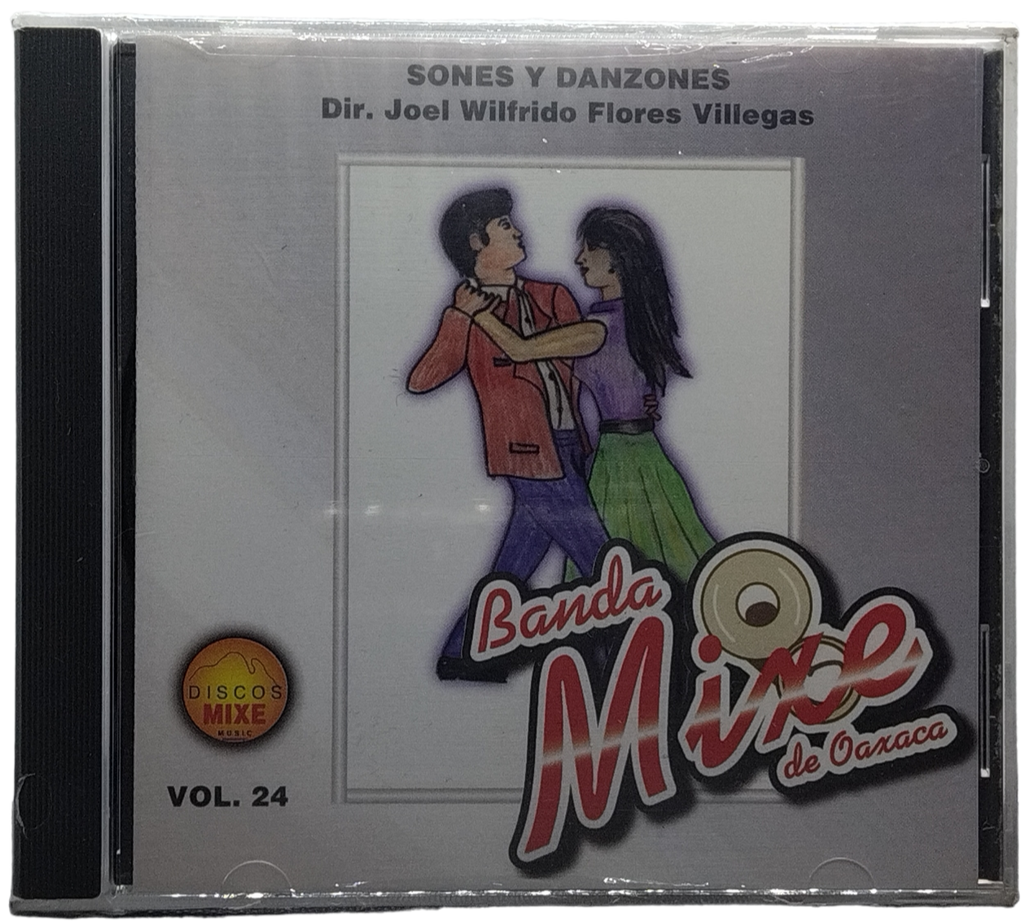 SONES Y DANZONES
Dir. Joel Wilfrido Flores Villegas
Banda
Mixe
de Oaxaca
DISCOS
MIXE
MUSIC
VOL. 24